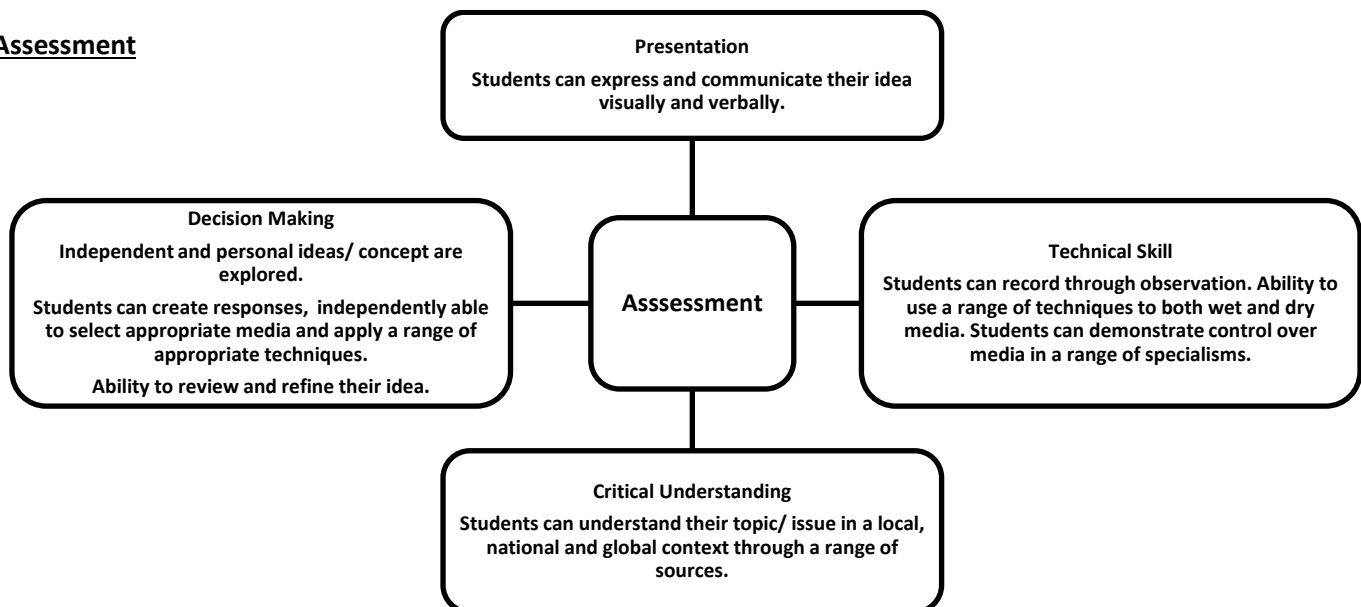 Assessment
Presentation
Students can express and communicate their idea
visually and verbally.
Decision Making
Independent and personal ideas/ concept are
explored.
Students can create responses, independently able
to select appropriate media and apply a range of
appropriate techniques.
Ability to review and refine their idea.
Asssessment
Technical Skill
Students can record through observation. Ability to
use a range of techniques to both wet and dry
media. Students can demonstrate control over
media in a range of specialisms.
Critical Understanding
Students can understand their topic/ issue in a local,
national and global context through a range of
sources.